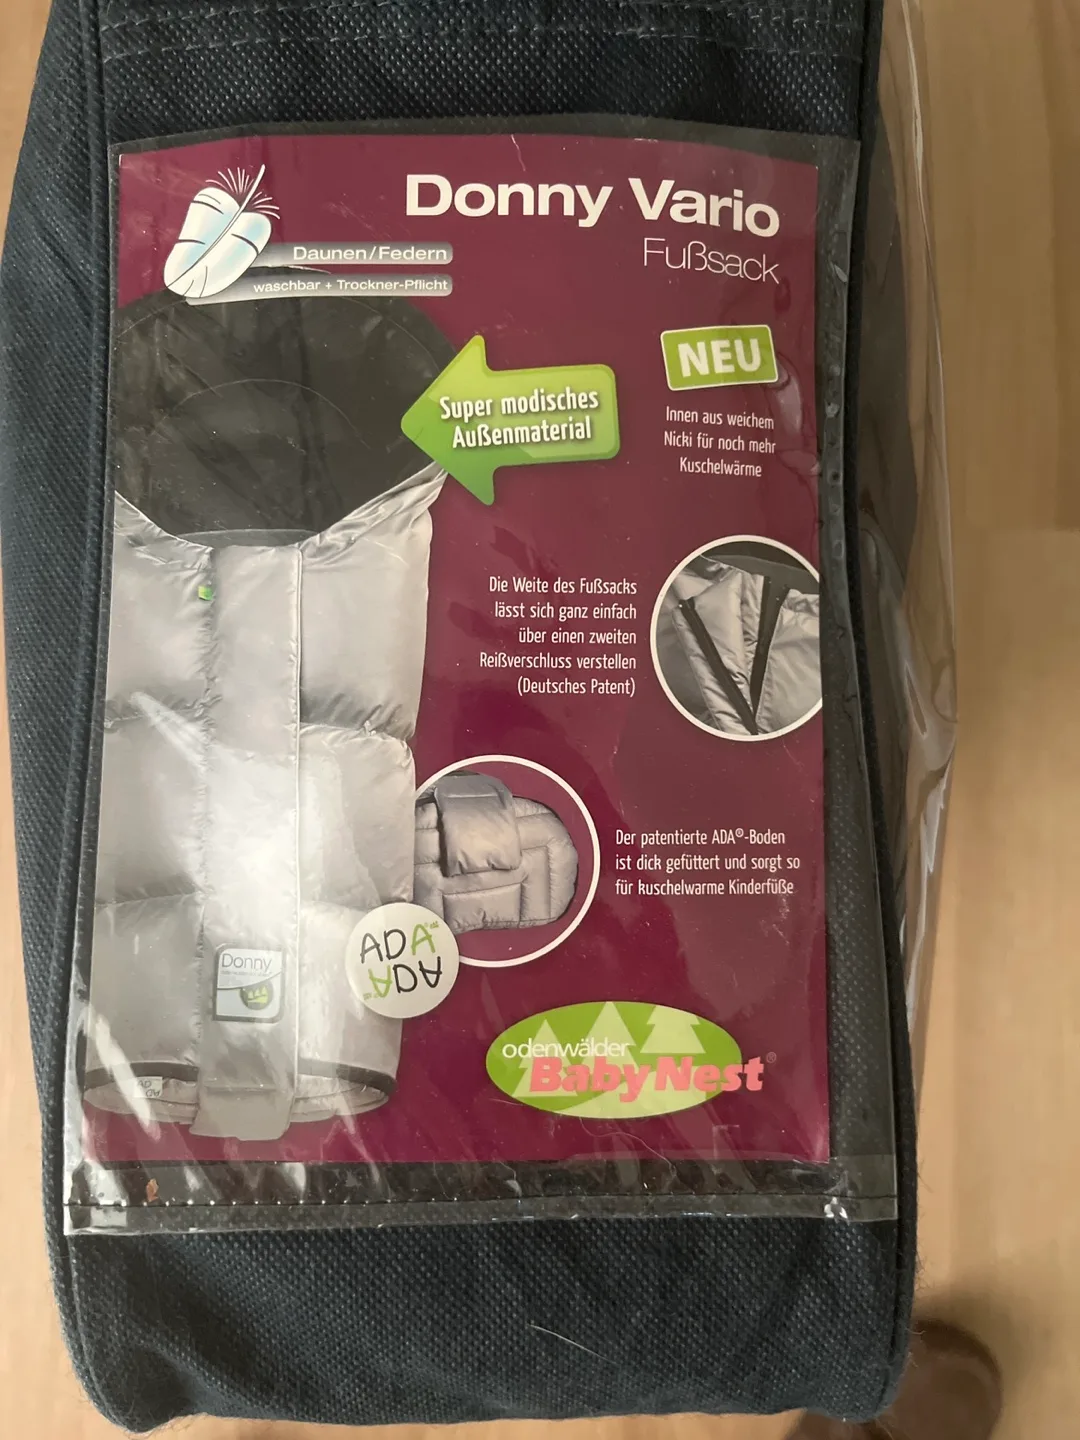 Donny Vario
Fußsack
Daunen/Federn
waschbar + Trockner-Pflicht
NEU
Super modisches
Außenmaterial
Innen aus weichem
Nicki für noch mehr
Kuschelwärme
Die Weite des Fußsacks
lässt sich ganz einfach
über einen zweiten
Reißverschluss verstellen
(Deutsches Patent)
Der patentierte ADA®-Boden
ist dick gefüttert und sorgt so
für kuschelwarme Kinderfüße
ADA
ADA
Donny
odenwälder
BabyNest®